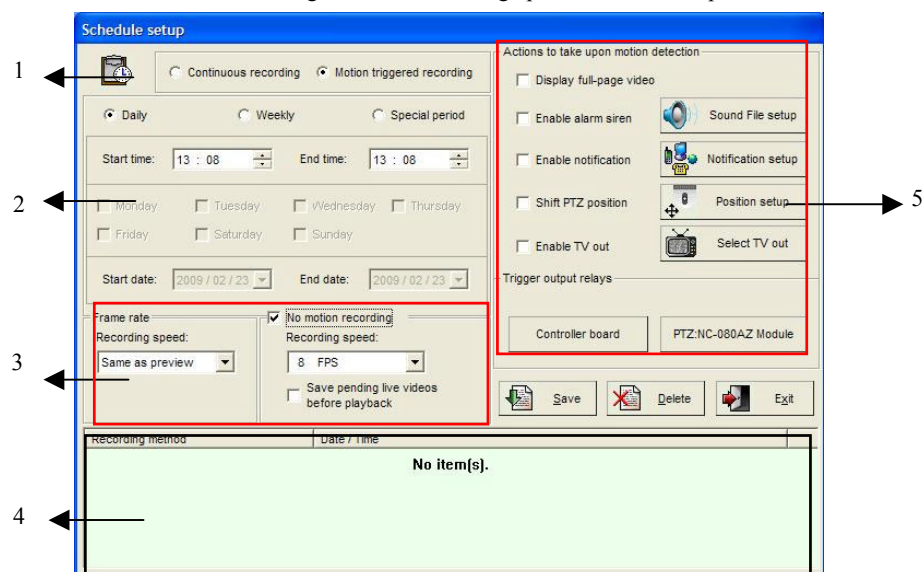 Schedule setup
1
Continuous recording
Motion triggered recording
Daily
Weekly
Special period
Start time:
13 : 08
End time:
13 : 08
2
Monday
Tuesday
Wednesday
Thursday
Friday
Saturday
Sunday
Start date:
2009 / 02 / 23
End date:
2009 / 02 / 23
3
Frame rate
Recording speed:
Same as preview
No motion recording
Recording speed:
8 FPS
Save pending live videos
before playback
Actions to take upon motion detection
Display full-page video
Enable alarm siren
Sound File setup
Enable notification
Notification setup
Shift PTZ position
Position setup
5
Enable TV out
Select TV out
Trigger output relays
Controller board
PTZ:NC-080AZ Module
Save
Delete
Exit
Recording method
Date / Time
No item(s).
4